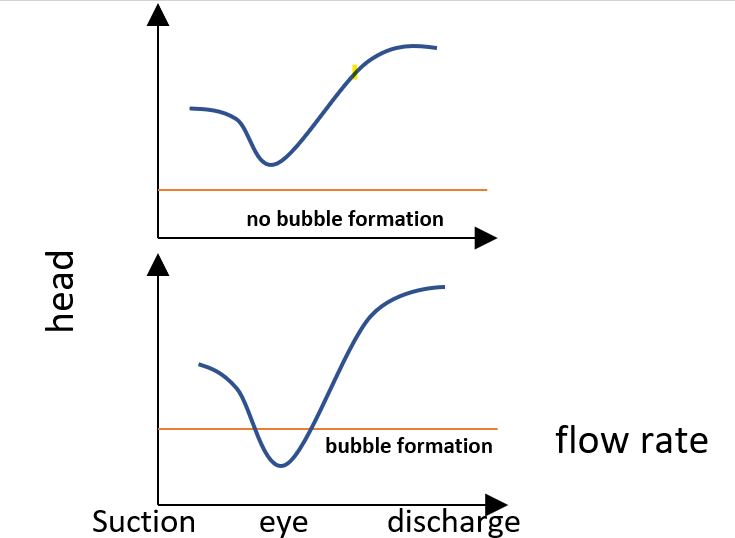 no bubble formation
head
bubble formation
flow rate
Suction
eye
discharge